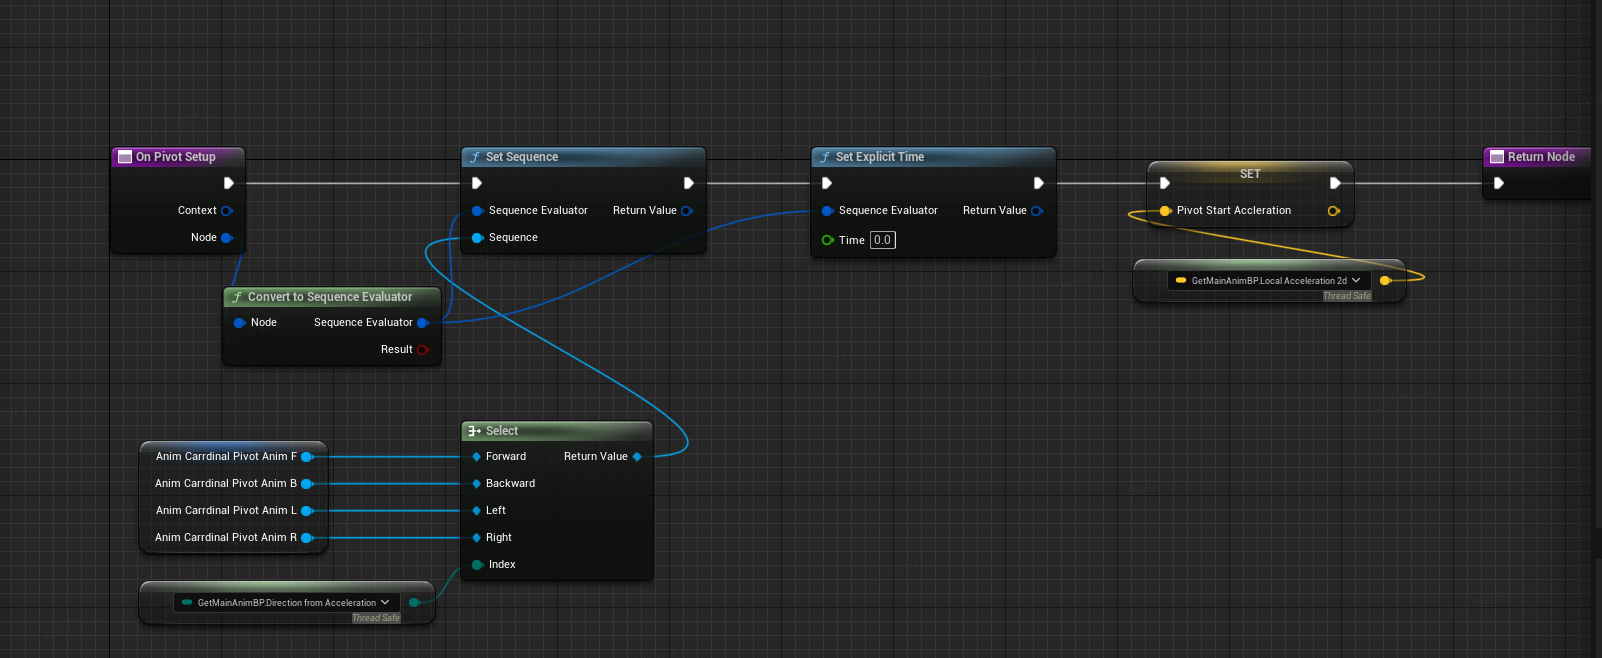 On Pivot Setup
Context
Node
Set Sequence
Sequence Evaluator
Return Value
Sequence
Set Explicit Time
Sequence Evaluator
Return Value
Time 0.0
SET
Pivot Start Accleration
GetMainAnimBP.Local Acceleration 2d
Thread Safe
Return Node
Convert to Sequence Evaluator
Node
Sequence Evaluator
Result
Anim Carrdinal Pivot Anim F
Anim Carrdinal Pivot Anim B
Anim Carrdinal Pivot Anim L
Anim Carrdinal Pivot Anim R
Select
Forward
Return Value
Backward
Left
Right
Index
GetMainAnimBP.Direction from Acceleration
Thread Safe